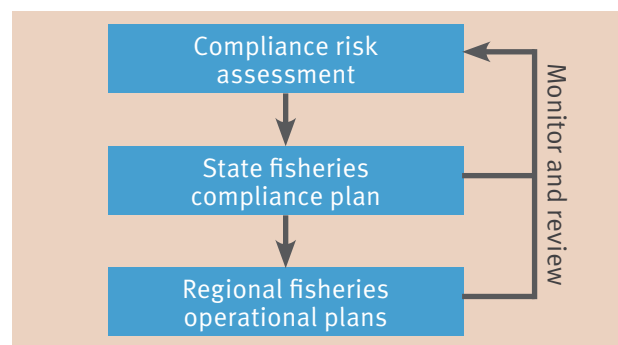 Compliance risk
assessment
State fisheries
compliance plan
Regional fisheries
operational plans
Monitor and review